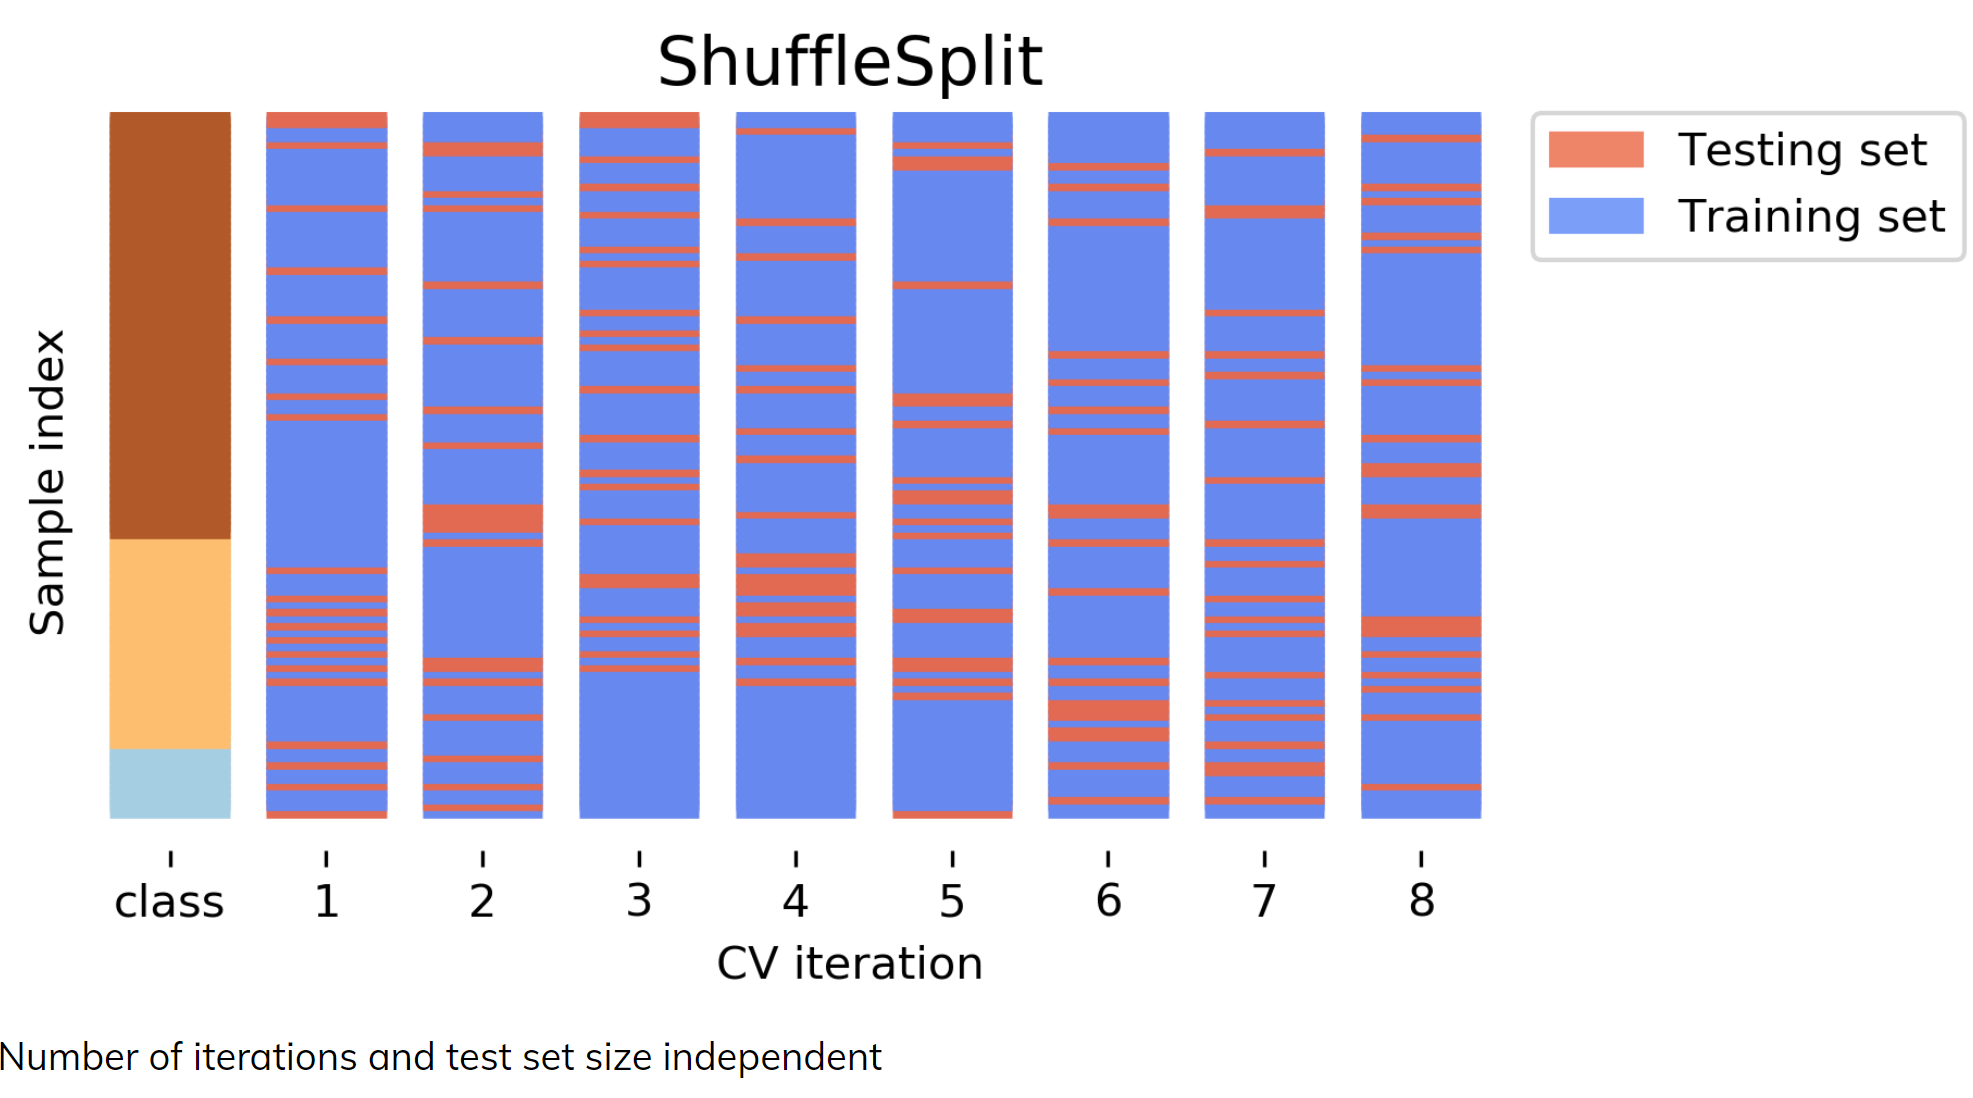 ShuffleSplit
Testing set
Training set
Sample index
class 1 2 3 4 5 6 7 8
CV iteration
Number of iterations and test set size independent